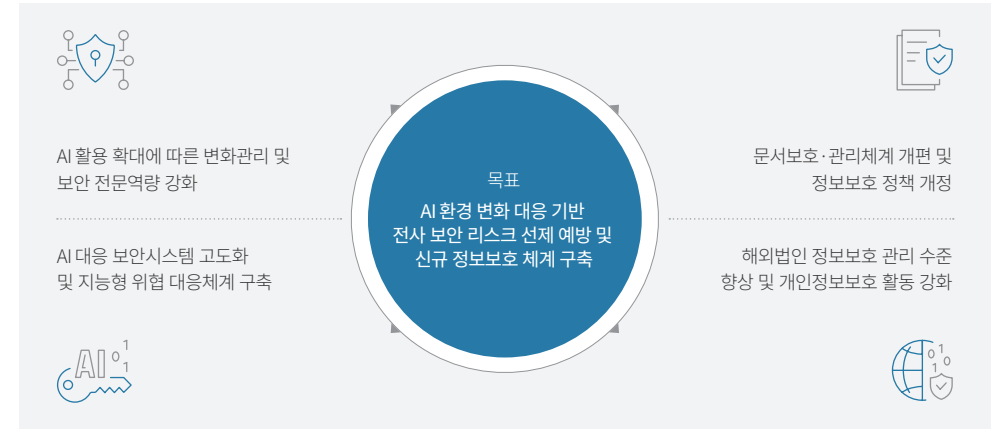 AI 활용 확대에 따른 변화관리 및
보안 전문역량 강화
AI 대응 보안시스템 고도화
및 지능형 위협 대응체계 구축
목표
AI 환경 변화 대응 기반
전사 보안 리스크 선제 예방 및
신규 정보보호 체계 구축
문서보호·관리체계 개편 및
정보보호 정책 개정
해외법인 정보보호 관리 수준
향상 및 개인정보보호 활동 강화
AI 0 1
1
0 1
1 0